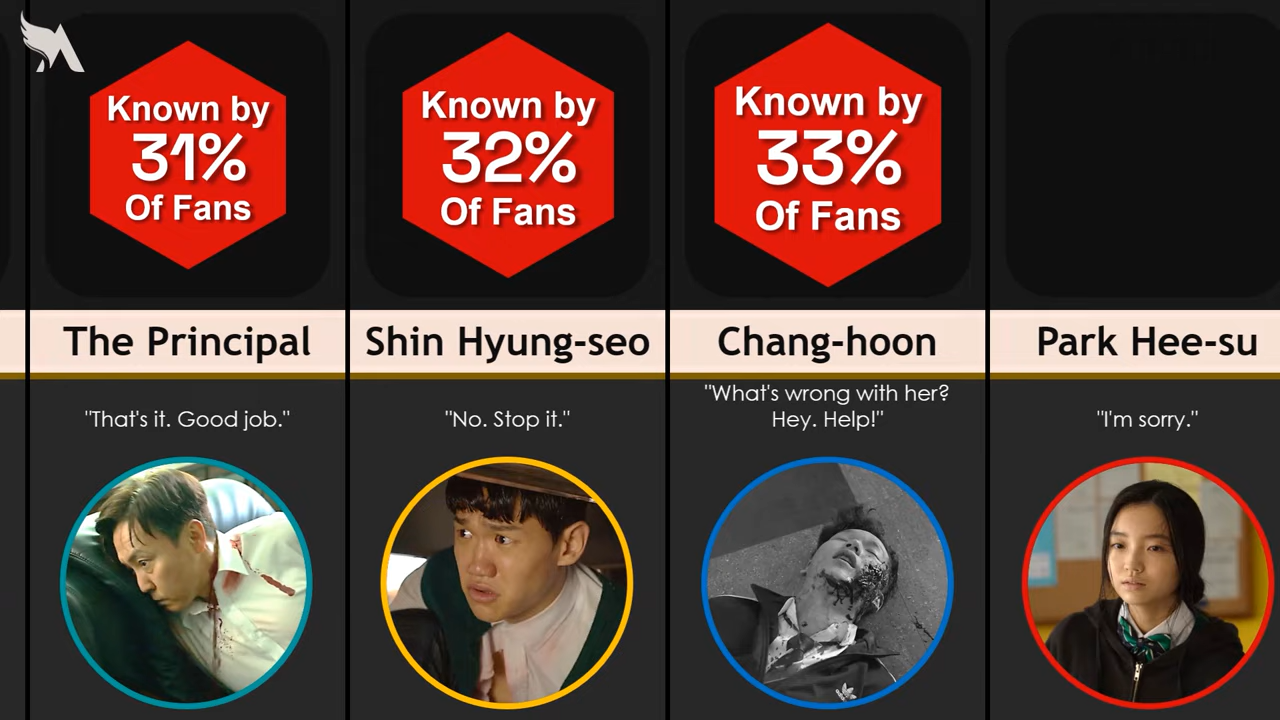 Known by
31%
Of Fans
The Principal
"That's it. Good job."
Known by
32%
Of Fans
Shin Hyung-seo
"No. Stop it."
Known by
33%
Of Fans
Chang-hoon
"What's wrong with her?
Hey. Help!"
Park Hee-su
"I'm sorry."